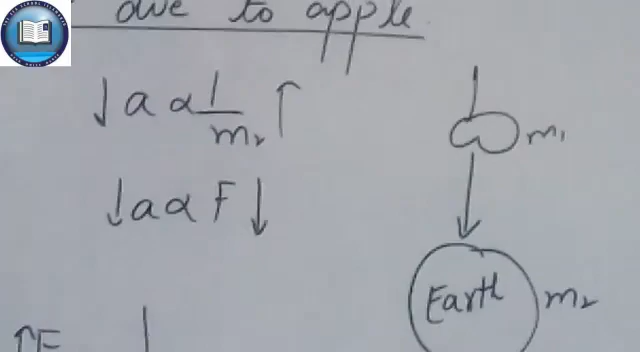 due to apple
↓ a ∝ 1/m₂ ↑
m₁
↓ a ∝ F ↓
Earth m₂
↑F